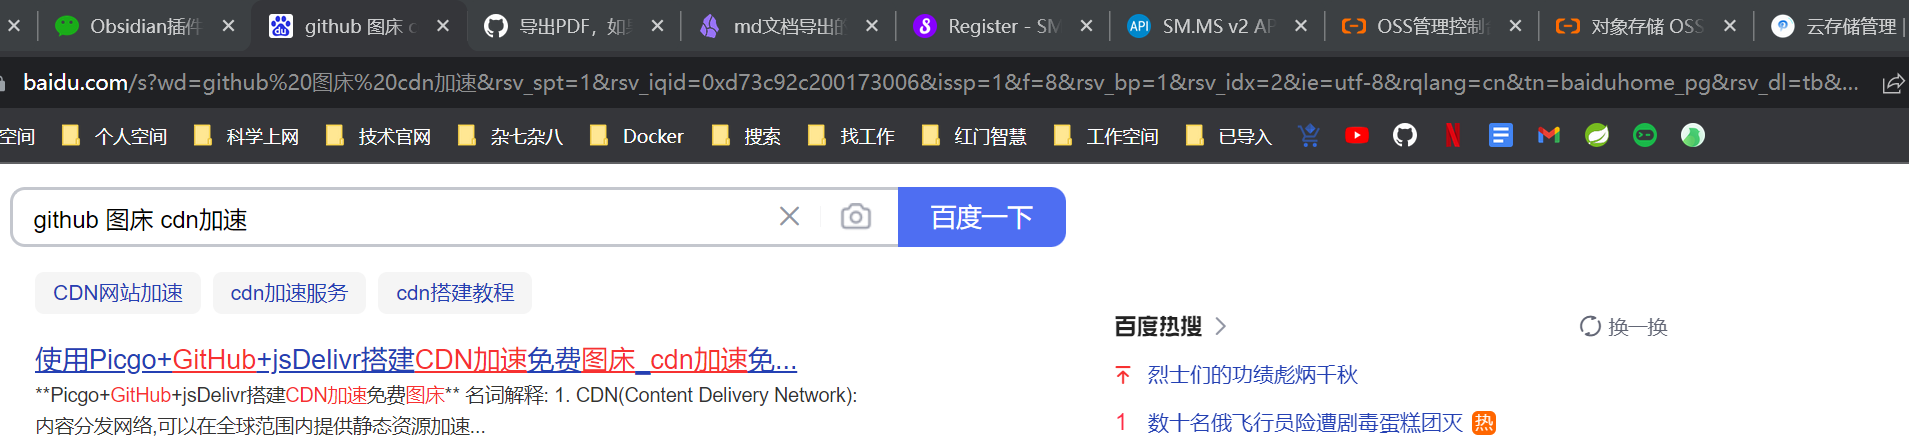 Obsidian插件
github 图床 c
导出PDF，如果
md文档导出的
Register - SM
API
SM.MS v2 AP
OSS管理控制台
对象存储 OSS
云存储管理 |
baidu.com/s?wd=github%20图床%20cdn加速&rsv_spt=1&rsv_iqid=0xd73c92c200173006&issp=1&f=8&rsv_bp=1&rsv_idx=2&ie=utf-8&rqlang=cn&tn=baiduhome_pg&rsv_dl=tb&...
空间
个人空间
科学上网
技术官网
杂七杂八
Docker
搜索
找工作
红门智慧
工作空间
已导入
github 图床 cdn加速
百度一下
CDN网站加速
cdn加速服务
cdn搭建教程
使用Picgo+GitHub+jsDelivr搭建CDN加速免费图床_cdn加速免...
**Picgo+GitHub+jsDelivr搭建CDN加速免费图床** 名词解释: 1. CDN(Content Delivery Network):
内容分发网络,可以在全球范围内提供静态资源加速...
百度热搜
换一换
烈士们的功绩彪炳千秋
1 数十名俄飞行员险遭剧毒蛋糕团灭 热